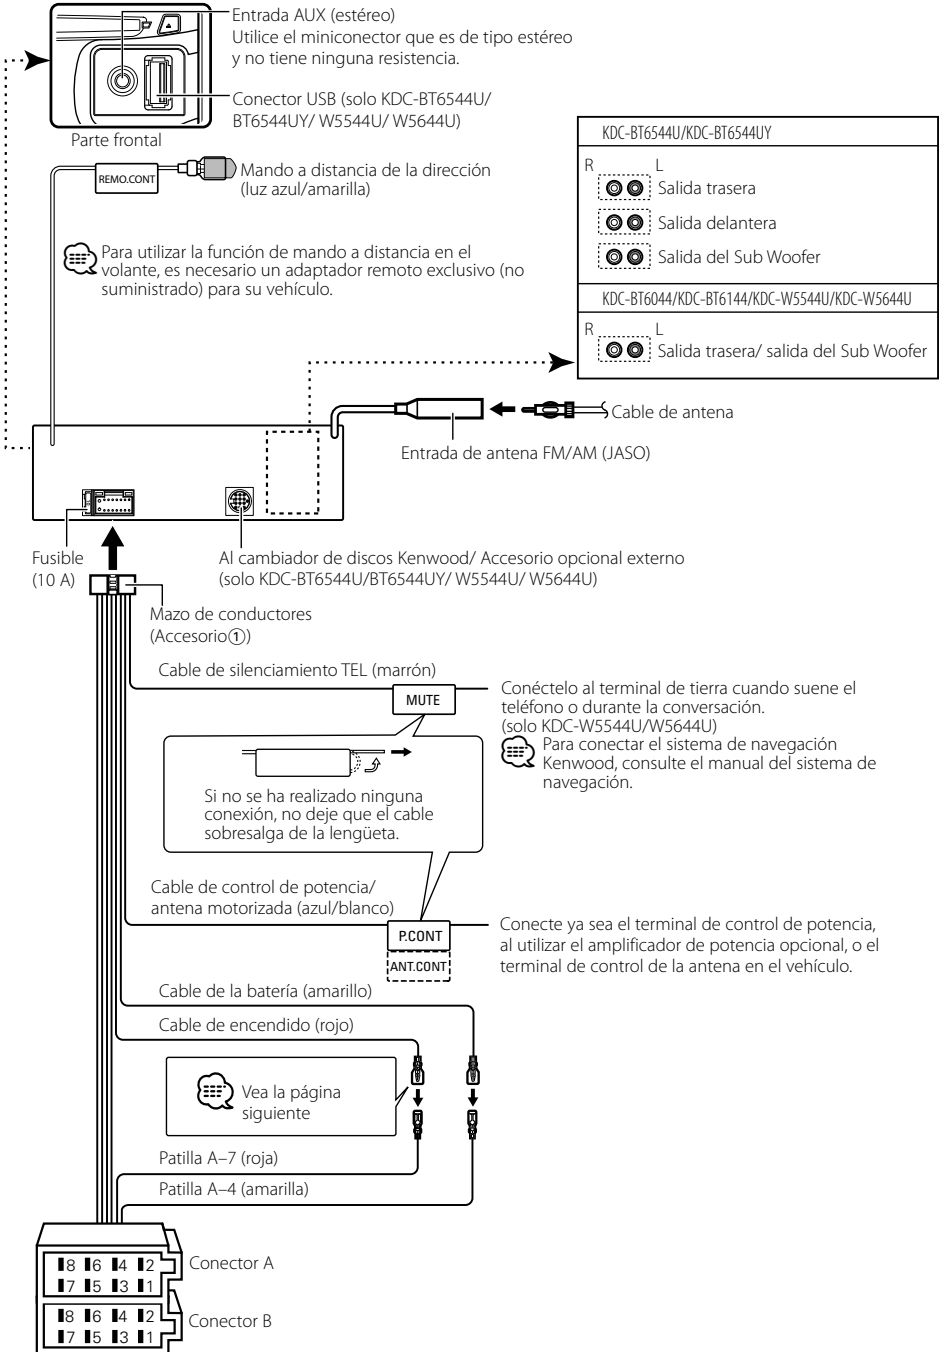 Entrada AUX (estéreo)
Utilice el miniconector que es de tipo estéreo
y no tiene ninguna resistencia.
Conector USB (solo KDC-BT6544U/
BT6544UY/ W5544U/ W5644U)
Parte frontal
REMO.CONT
Mando a distancia de la dirección
(luz azul/amarilla)
Para utilizar la función de mando a distancia en el
volante, es necesario un adaptador remoto exclusivo (no
suministrado) para su vehículo.
KDC-BT6544U/KDC-BT6544UY
R L
Salida trasera
Salida delantera
Salida del Sub Woofer
KDC-BT6044/KDC-BT6144/KDC-W5544U/KDC-W5644U
R L
Salida trasera/ salida del Sub Woofer
Cable de antena
Entrada de antena FM/AM (JASO)
Fusible
(10 A)
Al cambiador de discos Kenwood/ Accesorio opcional externo
(solo KDC-BT6544U/BT6544UY/ W5544U/ W5644U)
Mazo de conductores
(Accesorio①)
Cable de silenciamiento TEL (marrón)
MUTE
Conéctelo al terminal de tierra cuando suene el
teléfono o durante la conversación.
(solo KDC-W5544U/W5644U)
Para conectar el sistema de navegación
Kenwood, consulte el manual del sistema de
navegación.
Si no se ha realizado ninguna
conexión, no deje que el cable
sobresalga de la lengüeta.
Cable de control de potencia/
antena motorizada (azul/blanco)
P.CONT
ANT.CONT
Conecte ya sea el terminal de control de potencia,
al utilizar el amplificador de potencia opcional, o el
terminal de control de la antena en el vehículo.
Cable de la batería (amarillo)
Cable de encendido (rojo)
Vea la página
siguiente
Patilla A–7 (roja)
Patilla A–4 (amarilla)
8 6 4 2
7 5 3 1
Conector A
8 6 4 2
7 5 3 1
Conector B